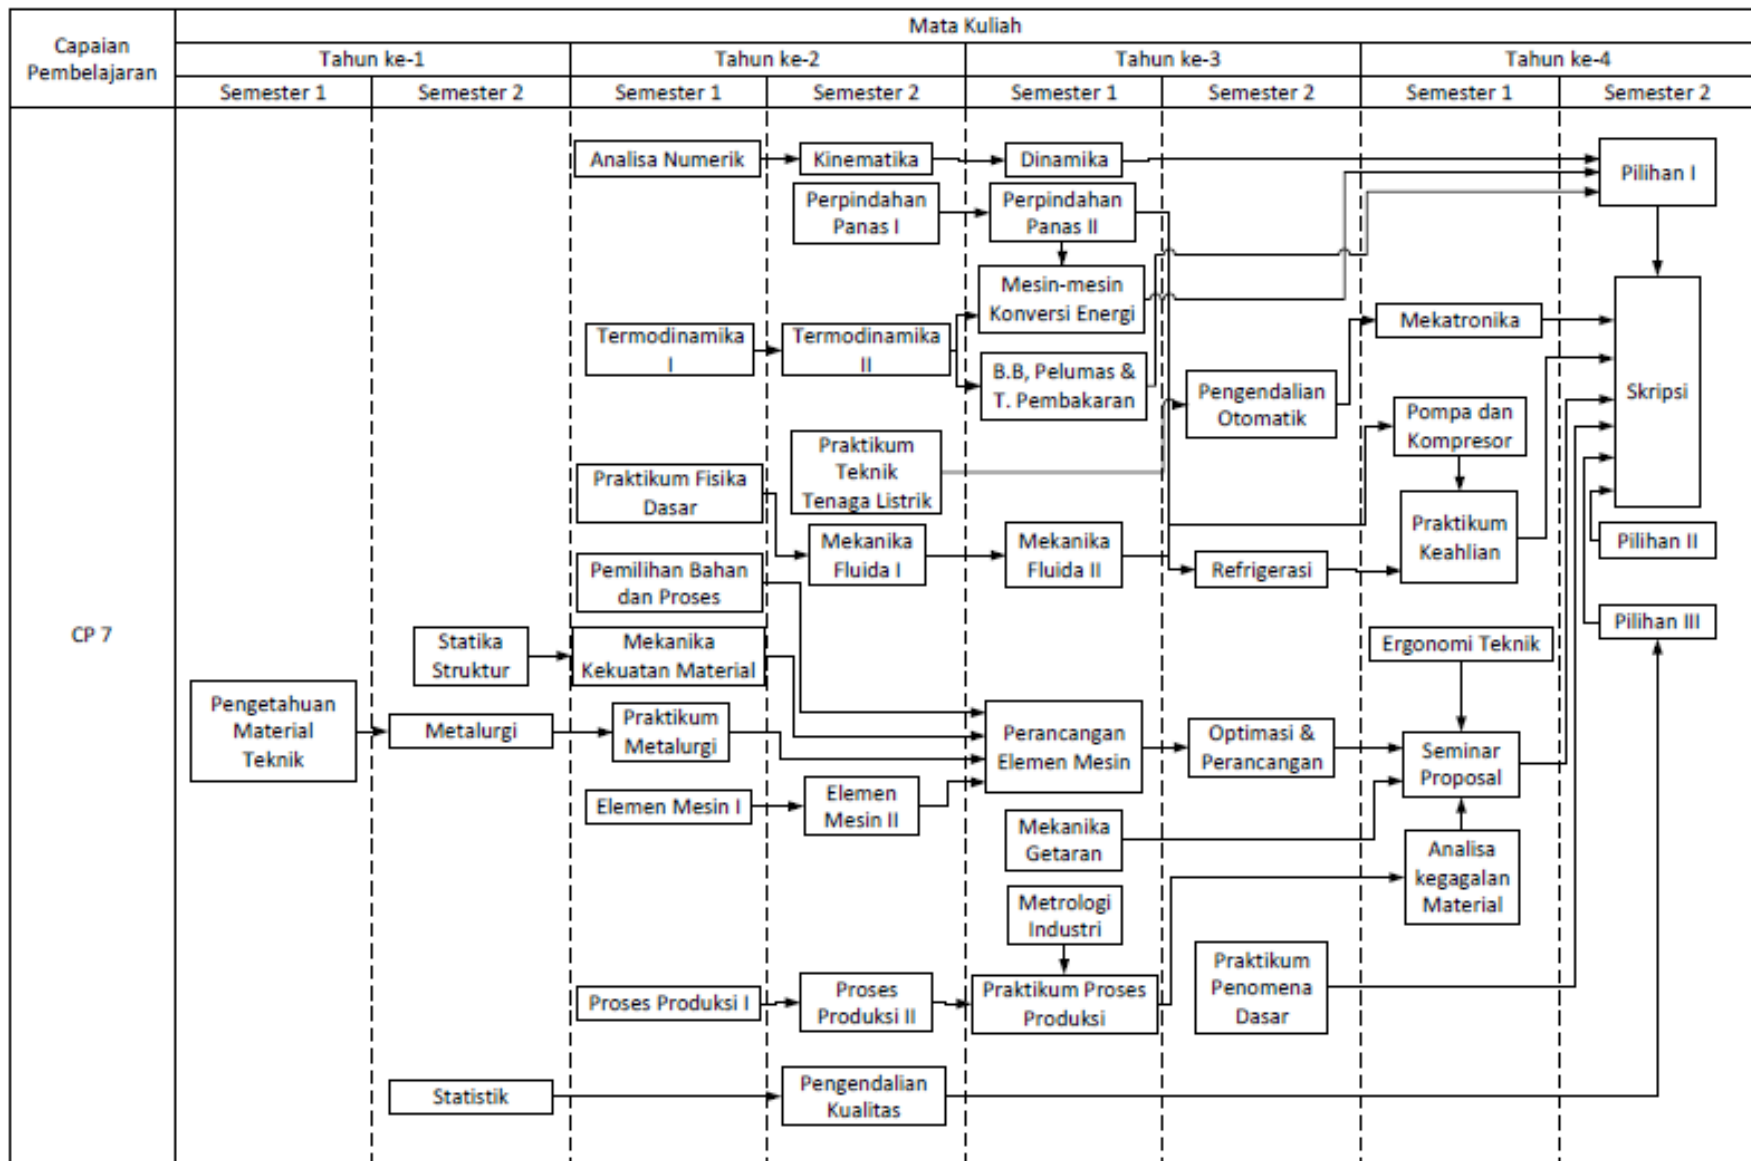 Capaian
Pembelajaran
Mata Kuliah
Tahun ke-1
Tahun ke-2
Tahun ke-3
Tahun ke-4
Semester 1
Semester 2
Semester 1
Semester 2
Semester 1
Semester 2
Semester 1
Semester 2
CP 7
Pengetahuan
Material
Teknik
Statika
Struktur
Metalurgi
Statistik
Analisa Numerik
Termodinamika
I
Praktikum Fisika
Dasar
Pemilihan Bahan
dan Proses
Mekanika
Kekuatan Material
Praktikum
Metalurgi
Elemen Mesin I
Proses Produksi I
Kinematika
Perpindahan
Panas I
Termodinamika
II
Praktikum
Teknik
Tenaga Listrik
Mekanika
Fluida I
Elemen
Mesin II
Proses
Produksi II
Pengendalian
Kualitas
Dinamika
Perpindahan
Panas II
Mesin-mesin
Konversi Energi
B.B, Pelumas &
T. Pembakaran
Mekanika
Fluida II
Perancangan
Elemen Mesin
Mekanika
Getaran
Metrologi
Industri
Praktikum Proses
Produksi
Pengendalian
Otomatik
Refrigerasi
Optimasi &
Perancangan
Praktikum
Penomena
Dasar
Mekatronika
Pompa dan
Kompresor
Praktikum
Keahlian
Ergonomi Teknik
Seminar
Proposal
Analisa
kegagalan
Material
Pilihan I
Skripsi
Pilihan II
Pilihan III